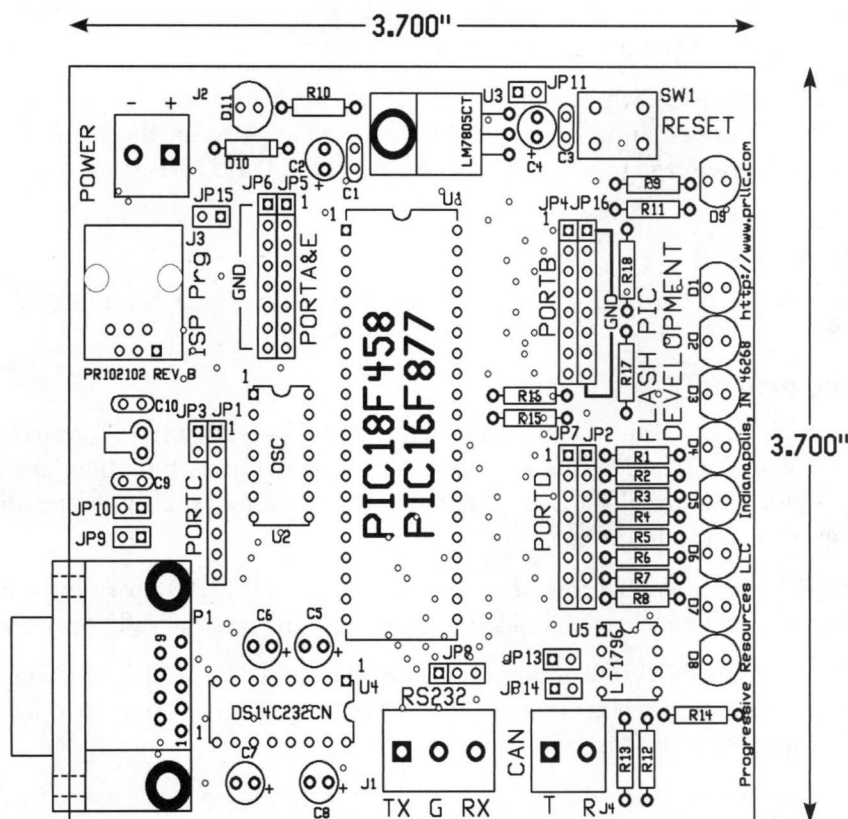 3.700"
J2
D11
R10
U3
JP11
SW1
RESET
- +
POWER
LM7805CT
D10
C2
+
C1
C4
+
C3
R9
R11
D9
JP15
JP6 JP5
1
U1
1
JP4 JP16
1
J3
ISP Prg
GND
PORTA&E
PORTB
GND
R18
R17
FLASH PIC
DEVELOPMENT
PIC18F458
PIC16F877
PR102102 REV.B
1
OSC
U2
C10
C9
JP10
JP9
JP3 JP1
1
PORTC
R16
R15
JP7 JP2
1
PORTD
R1
R2
R3
R4
R5
R6
R7
R8
D1
D2
D3
D4
D5
D6
D7
D8
Progressive Resources LLC Indianapolis, IN 46268 http://www.prllc.com
3.700"
P1
9
1
C6
+
C5
+
1
U4
DS14C232CN
1
C7
+
C8
+
JP8
RS232
J1
TX G RX
CAN
JP13
JP14
U5
LT1796
T R
J4
R13
R12
R14